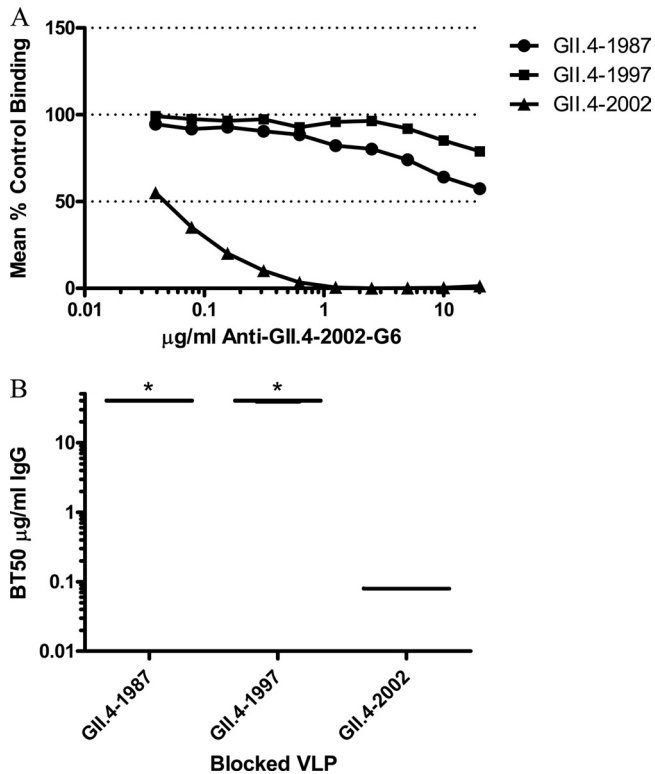 A
150
100
50
0
Mean % Control Binding
0.01
0.1
1
10
μg/ml Anti-GII.4-2002-G6
GII.4-1987
GII.4-1997
GII.4-2002
B
*
*
10
1
0.1
0.01
BT50 μg/ml IgG
GII.4-1987
GII.4-1997
GII.4-2002
Blocked VLP